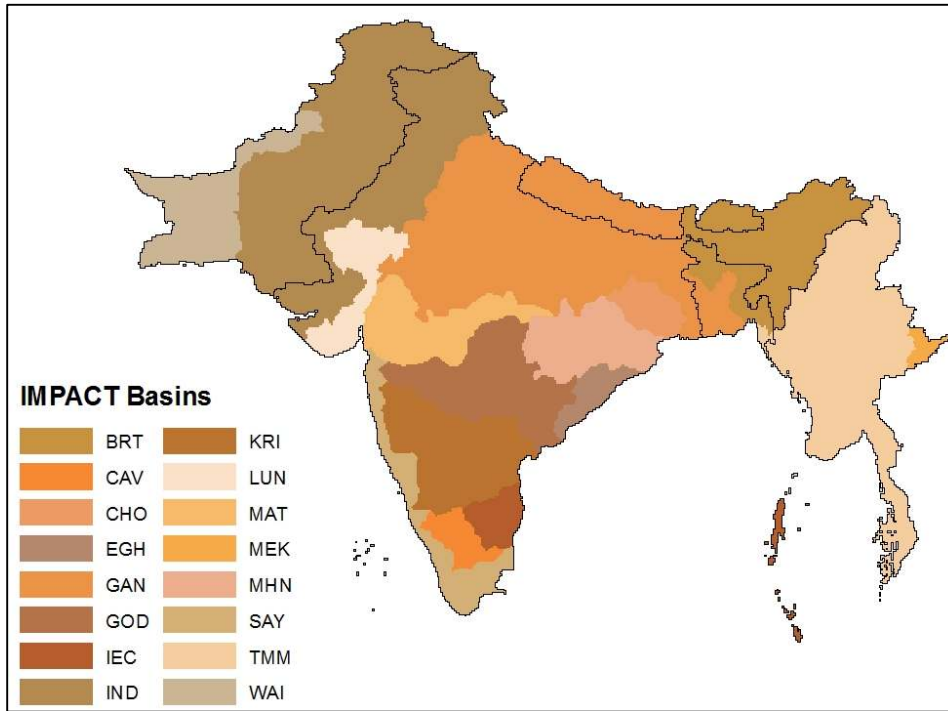 IMPACT Basins
BRT KRI
CAV LUN
CHO MAT
EGH MEK
GAN MHN
GOD SAY
IEC TMM
IND WAI